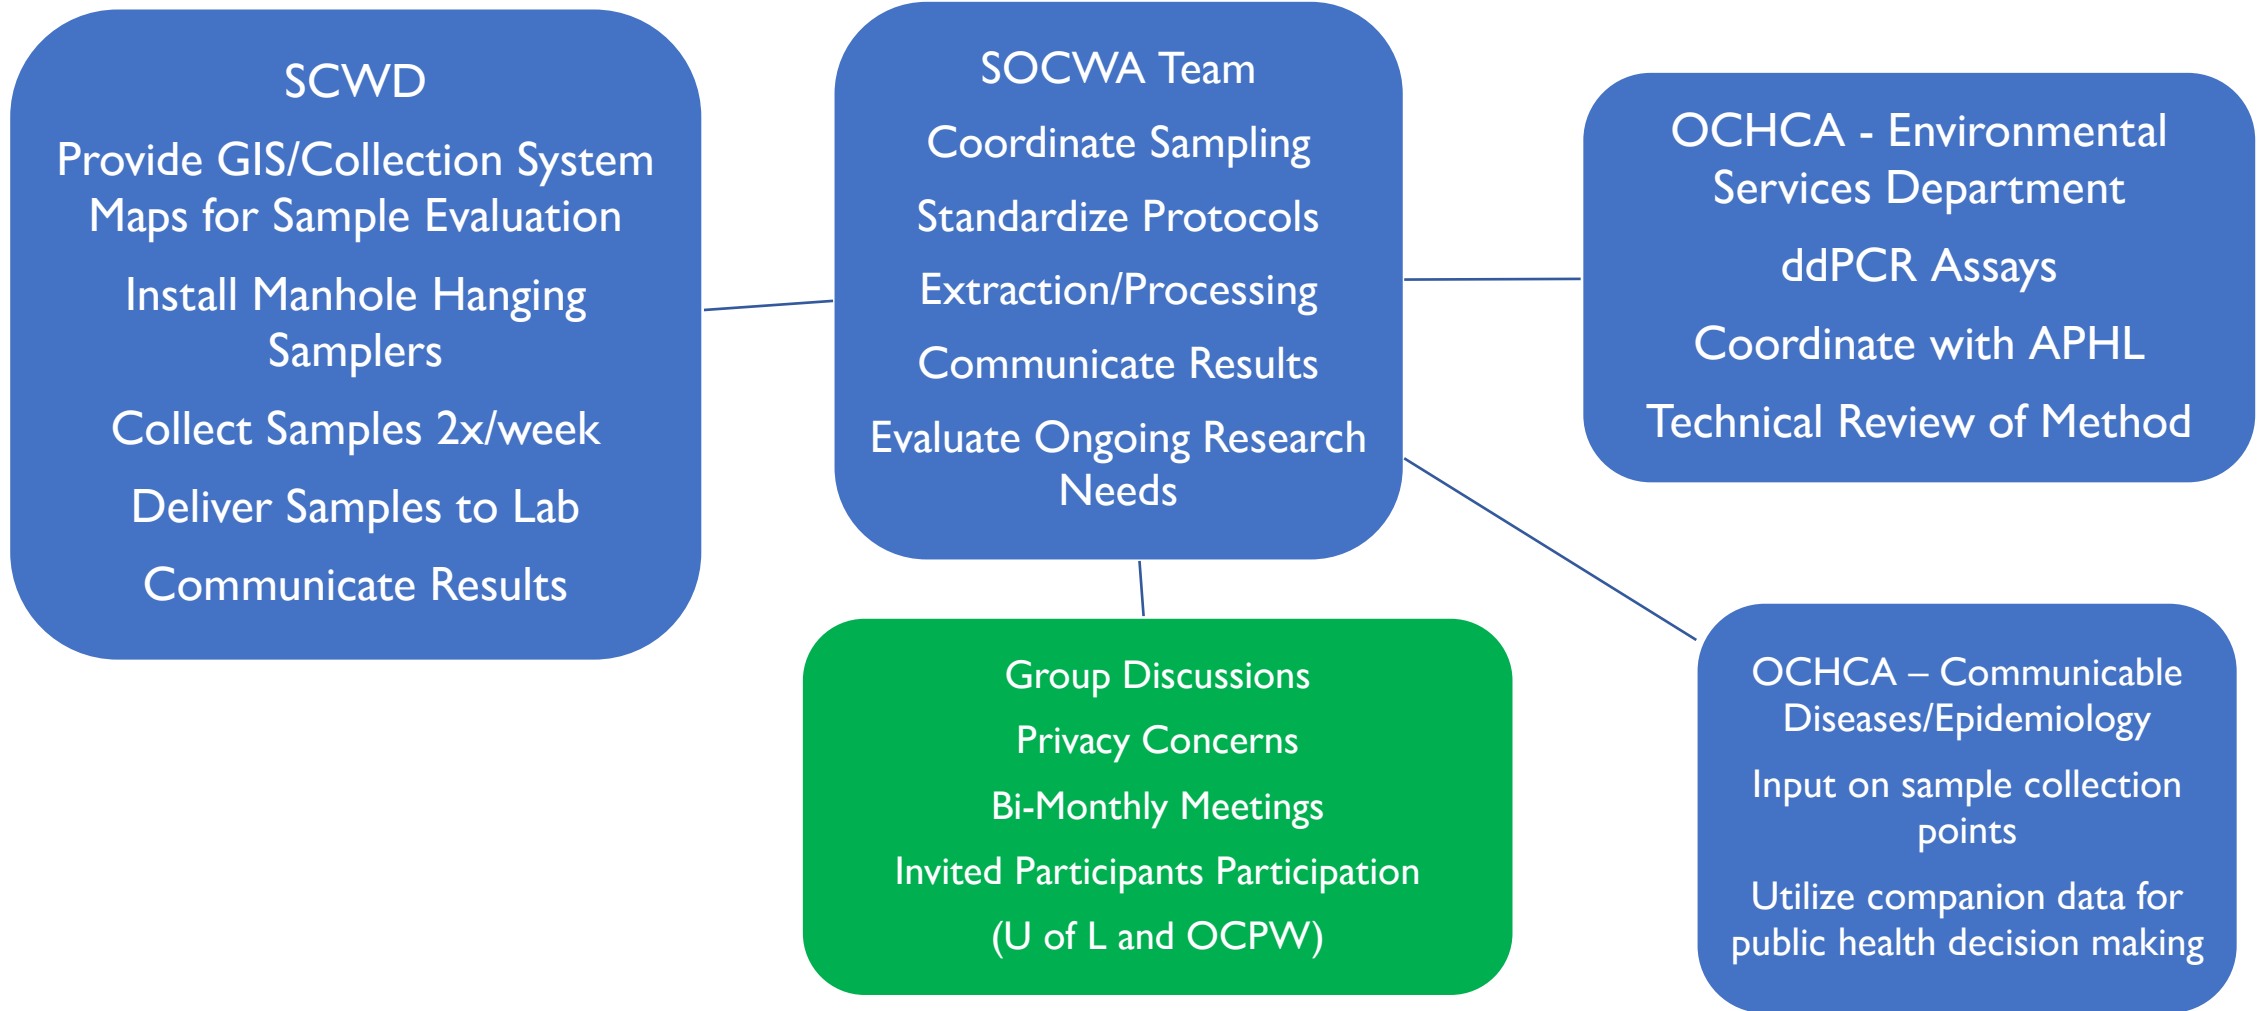 SCWD
Provide GIS/Collection System
Maps for Sample Evaluation
Install Manhole Hanging
Samplers
Collect Samples 2x/week
Deliver Samples to Lab
Communicate Results
SOCWA Team
Coordinate Sampling
Standardize Protocols
Extraction/Processing
Communicate Results
Evaluate Ongoing Research
Needs
OCHCA - Environmental
Services Department
ddPCR Assays
Coordinate with APHL
Technical Review of Method
Group Discussions
Privacy Concerns
Bi-Monthly Meetings
Invited Participants Participation
(U of L and OCPW)
OCHCA – Communicable
Diseases/Epidemiology
Input on sample collection
points
Utilize companion data for
public health decision making